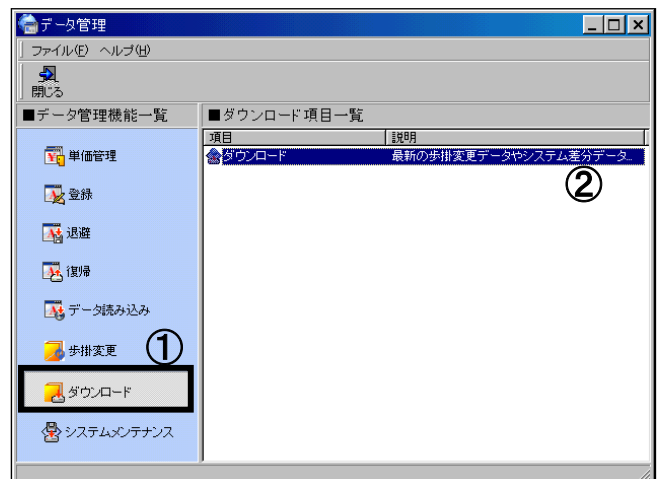 データ管理
ファイル(F) ヘルプ(H)
閉じる
■データ管理機能一覧
■ダウンロード項目一覧
項目 説明
ダウンロード 最新の歩掛変更データやシステム差分データ...
②
単価管理
登録
退避
復帰
データ読み込み
歩掛変更 ①
ダウンロード
システムメンテナンス